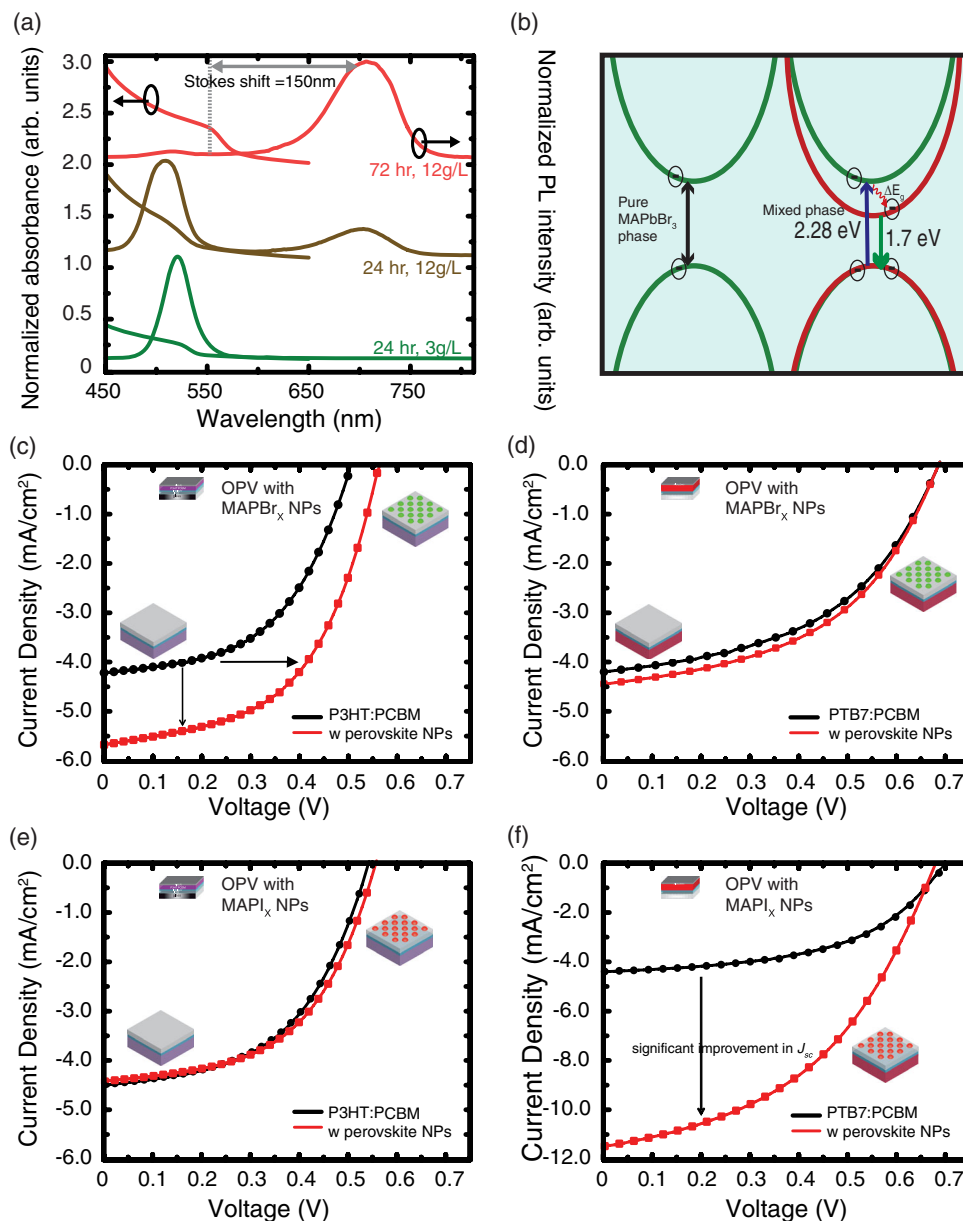 (a)
Normalized absorbance (arb. units)
3.0
2.5
2.0
1.5
1.0
0.5
0
Stokes shift =150nm
72 hr, 12g/L
24 hr, 12g/L
24 hr, 3g/L
450
550
650
750
Wavelength (nm)
Normalized PL intensity (arb. units)
(b)
Pure
MAPbBr3
phase
Mixed phase
2.28 eV
ΔEg
1.7 eV
(c)
Current Density (mA/cm²)
0.0
-1.0
-2.0
-3.0
-4.0
-5.0
-6.0
OPV with
MAPBrX NPs
P3HT:PCBM
w perovskite NPs
0 0.1 0.2 0.3 0.4 0.5 0.6 0.7
Voltage (V)
(d)
Current Density (mA/cm²)
0.0
-1.0
-2.0
-3.0
-4.0
-5.0
-6.0
OPV with
MAPBrX NPs
PTB7:PCBM
w perovskite NPs
0 0.1 0.2 0.3 0.4 0.5 0.6 0.7
Voltage (V)
(e)
Current Density (mA/cm²)
0.0
-1.0
-2.0
-3.0
-4.0
-5.0
-6.0
OPV with
MAPIX NPs
P3HT:PCBM
w perovskite NPs
0 0.1 0.2 0.3 0.4 0.5 0.6 0.7
Voltage (V)
(f)
Current Density (mA/cm²)
0.0
-2.0
-4.0
-6.0
-8.0
-10.0
-12.0
OPV with
MAPIX NPs
significant improvement in Jsc
PTB7:PCBM
w perovskite NPs
0 0.1 0.2 0.3 0.4 0.5 0.6 0.7
Voltage (V)